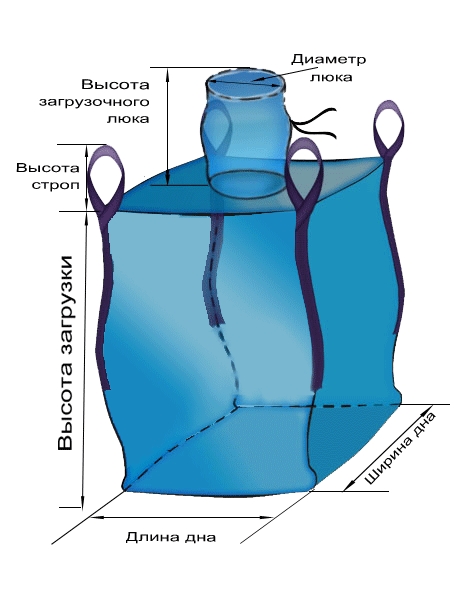 Диаметр
люка
Высота
загрузочного
люка
Высота
строп
Высота загрузки
Ширина дна
Длина дна